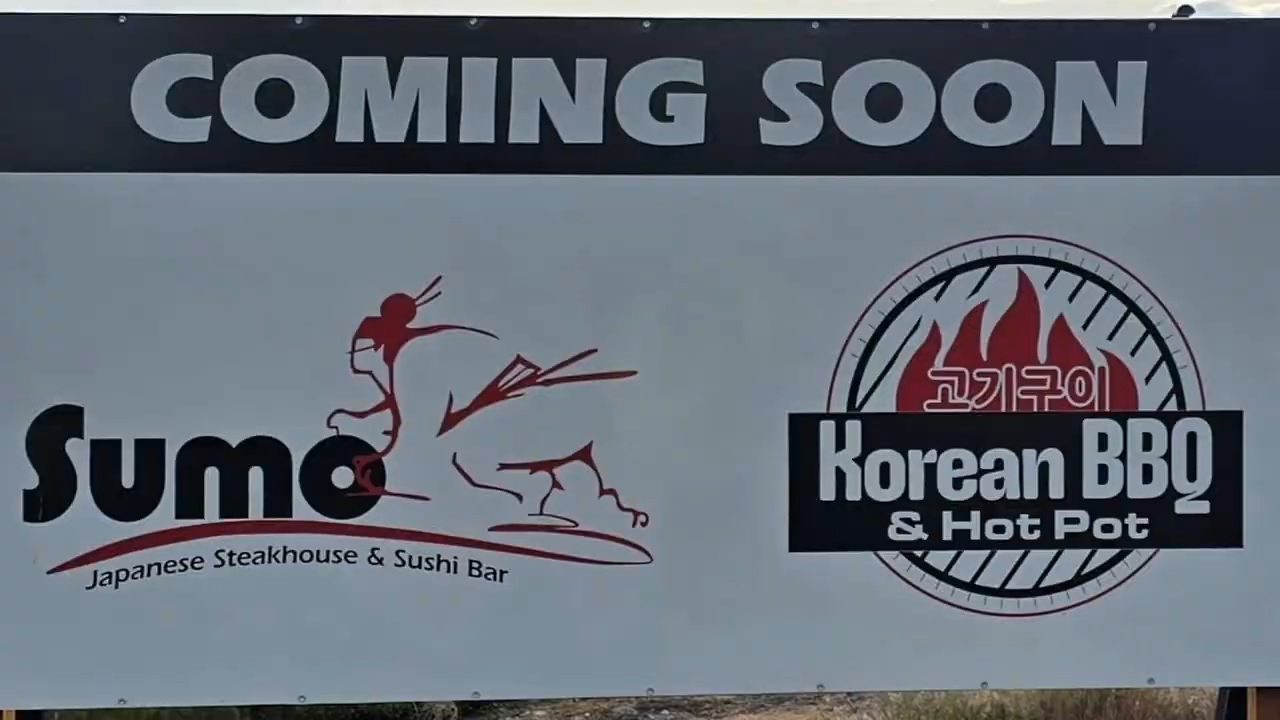 COMING SOON
Sumo
Japanese Steakhouse & Sushi Bar
고기구이
Korean BBQ
& Hot Pot